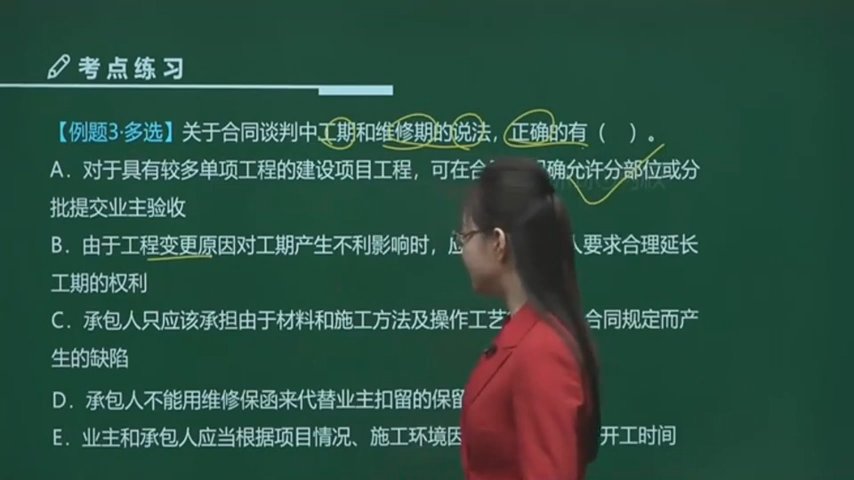 考点练习
【例题3·多选】关于合同谈判中工期和维修期的说法，正确的有（ ）。
A．对于具有较多单项工程的建设项目工程，可在合 确允许分部位或分
批提交业主验收
B．由于工程变更原因对工期产生不利影响时，应 人要求合理延长
工期的权利
C．承包人只应该承担由于材料和施工方法及操作工艺 合同规定而产
生的缺陷
D．承包人不能用维修保函来代替业主扣留的保留
E．业主和承包人应当根据项目情况、施工环境因 开工时间